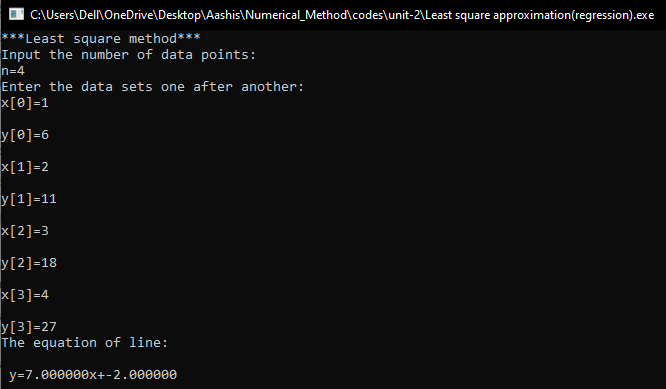 C:\Users\Dell\OneDrive\Desktop\Aashis\Numerical_Method\codes\unit-2\Least square approximation(regression).exe
***Least square method***
Input the number of data points:
n=4
Enter the data sets one after another:
x[0]=1
y[0]=6
x[1]=2
y[1]=11
x[2]=3
y[2]=18
x[3]=4
y[3]=27
The equation of line:
y=7.000000x+-2.000000